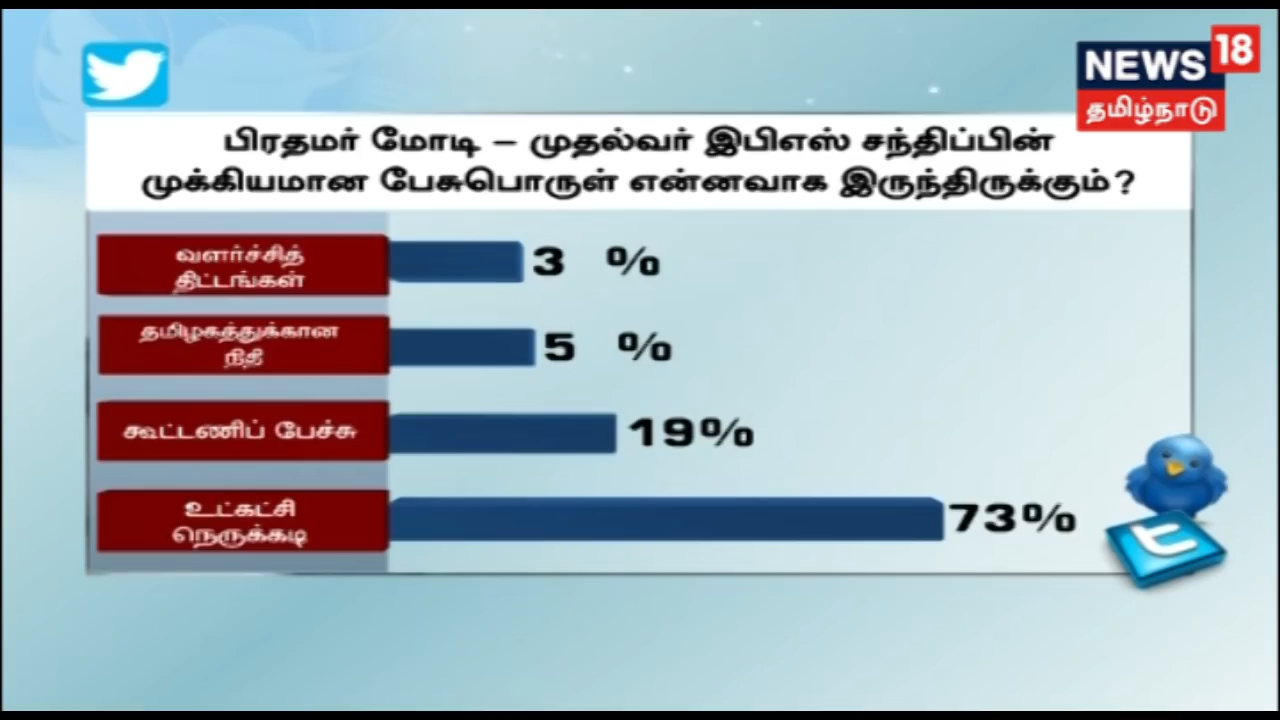 NEWS 18
தமிழ்நாடு
பிரதமர் மோடி – முதல்வர் இபிஎஸ் சந்திப்பின்
முக்கியமான பேசுபொருள் என்னவாக இருந்திருக்கும்?
வளர்ச்சித்
திட்டங்கள்
3 %
தமிழகத்துக்கான
நிதி
5 %
கூட்டணிப் பேச்சு
19%
உட்கட்சி
நெருக்கடி
73%